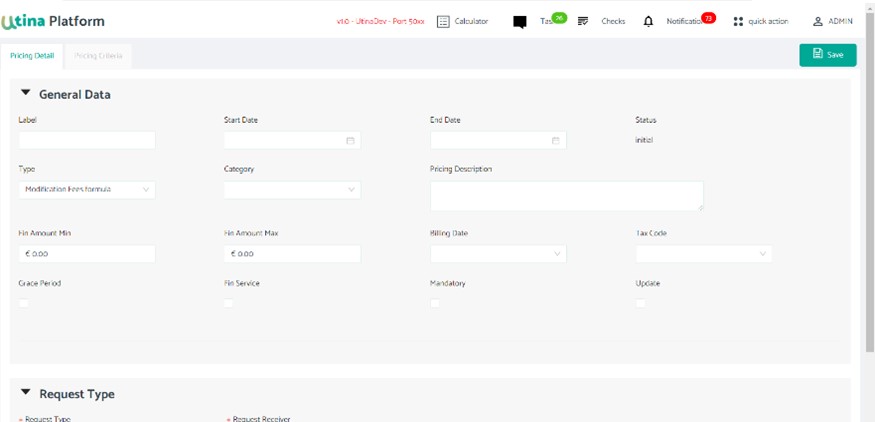 Utina Platform
v1.0 - UtinaDev - Port 50xx
Calculator
Tas 26
Checks
Notificatio 73
quick action
ADMIN
Pricing Detail
Pricing Criteria
Save
General Data
Label
Start Date
End Date
Status
initial
Type
Category
Pricing Description
Modification Fees formula
Fin Amount Min
Fin Amount Max
Billing Date
Tax Code
€ 0.00
€ 0.00
Grace Period
Fin Service
Mandatory
Update
Request Type
* Request Type
* Request Receiver